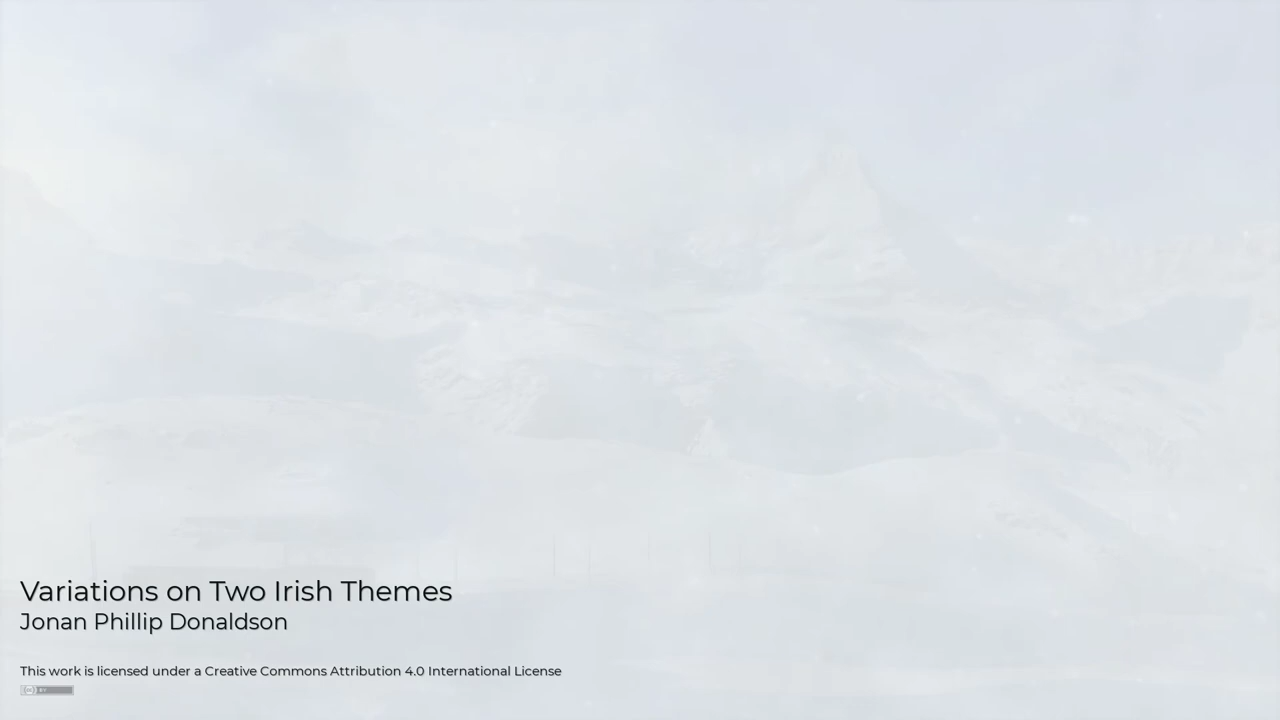 Variations on Two Irish Themes
Jonan Phillip Donaldson
This work is licensed under a Creative Commons Attribution 4.0 International License
BY